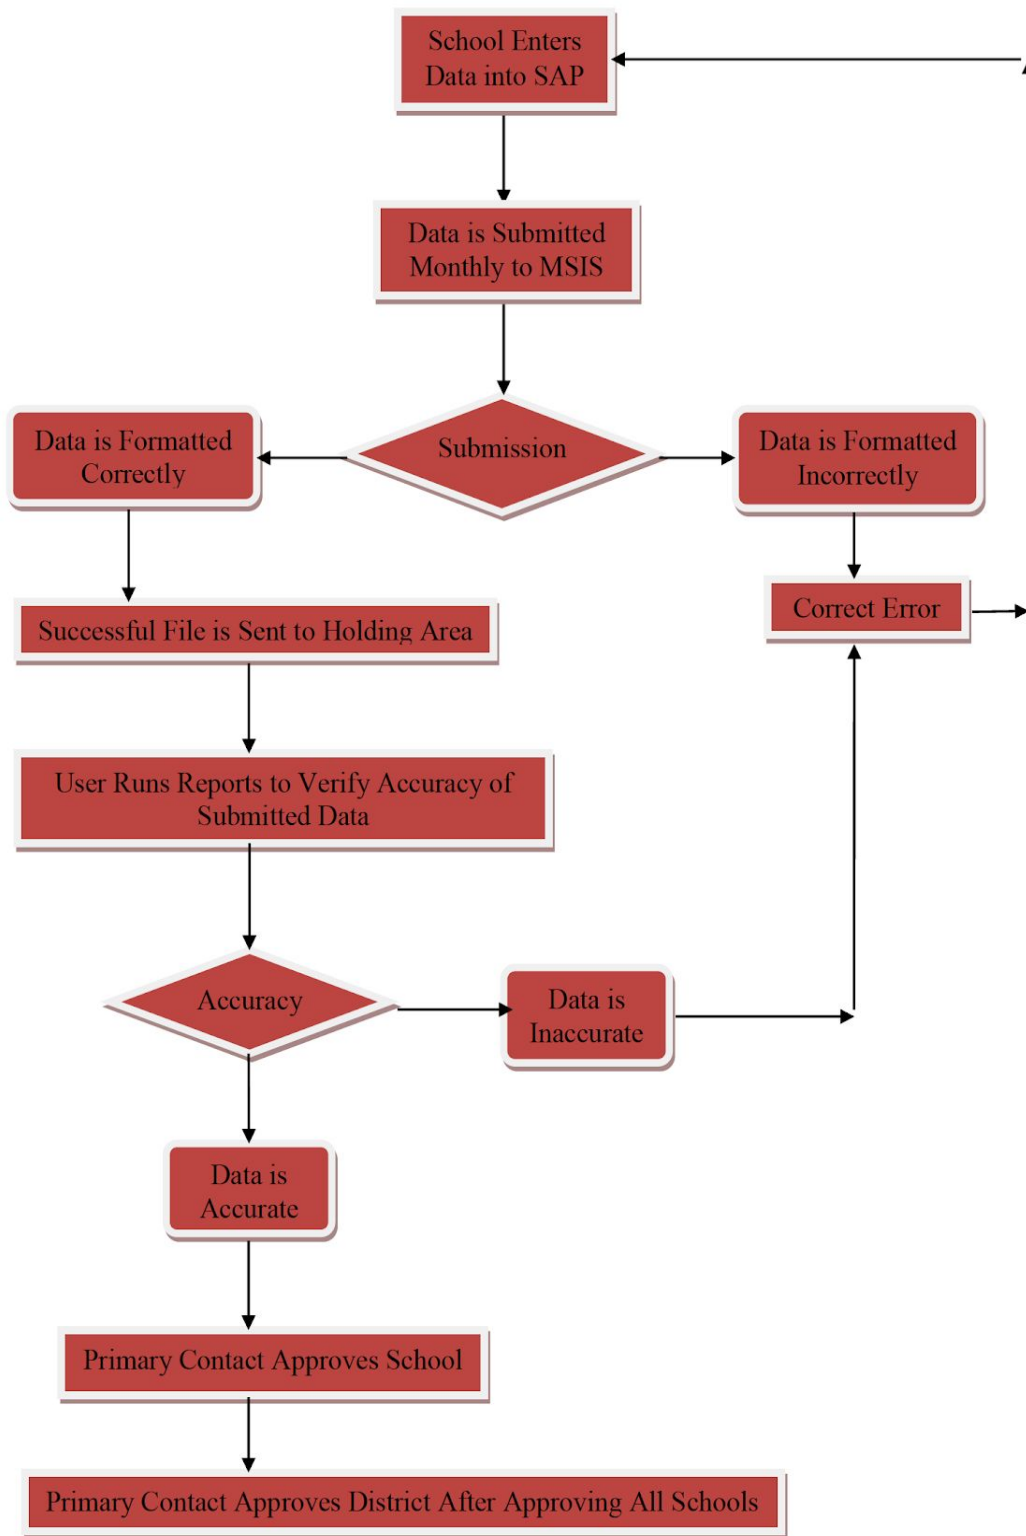 School Enters
Data into SAP
Data is Submitted
Monthly to MSIS
Submission
Data is Formatted
Correctly
Data is Formatted
Incorrectly
Successful File is Sent to Holding Area
Correct Error
User Runs Reports to Verify Accuracy of
Submitted Data
Accuracy
Data is
Inaccurate
Data is
Accurate
Primary Contact Approves School
Primary Contact Approves District After Approving All Schools